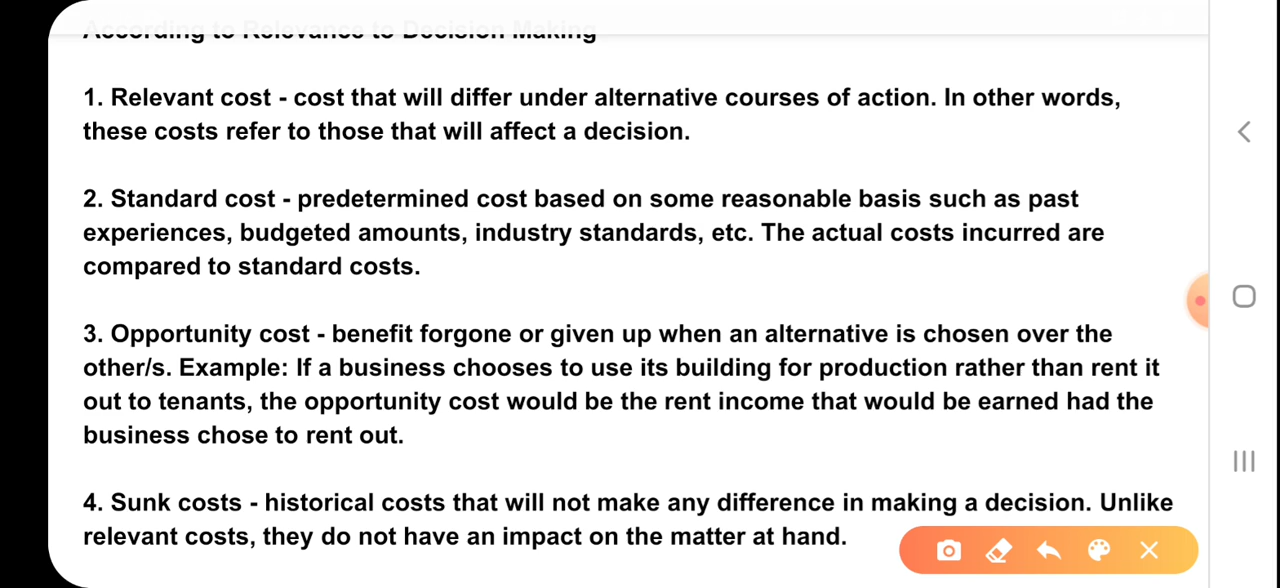 According to Relevance to Decision Making
1. Relevant cost - cost that will differ under alternative courses of action. In other words,
these costs refer to those that will affect a decision.
2. Standard cost - predetermined cost based on some reasonable basis such as past
experiences, budgeted amounts, industry standards, etc. The actual costs incurred are
compared to standard costs.
3. Opportunity cost - benefit forgone or given up when an alternative is chosen over the
other/s. Example: If a business chooses to use its building for production rather than rent it
out to tenants, the opportunity cost would be the rent income that would be earned had the
business chose to rent out.
4. Sunk costs - historical costs that will not make any difference in making a decision. Unlike
relevant costs, they do not have an impact on the matter at hand.